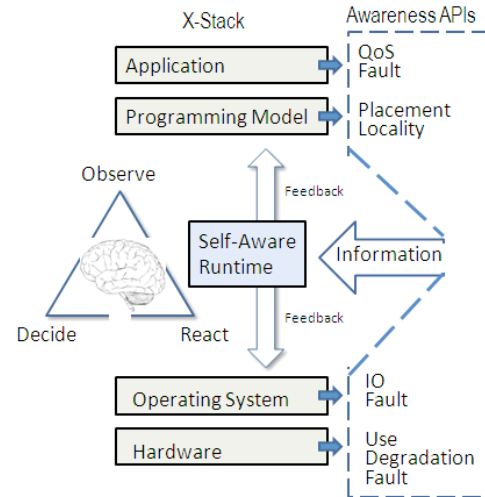 X-Stack
Awareness APIs
Application
QoS
Fault
Programming Model
Placement
Locality
Observe
Feedback
Self-Aware
Runtime
Information
Decide
React
Feedback
Operating System
IO
Fault
Hardware
Use
Degradation
Fault